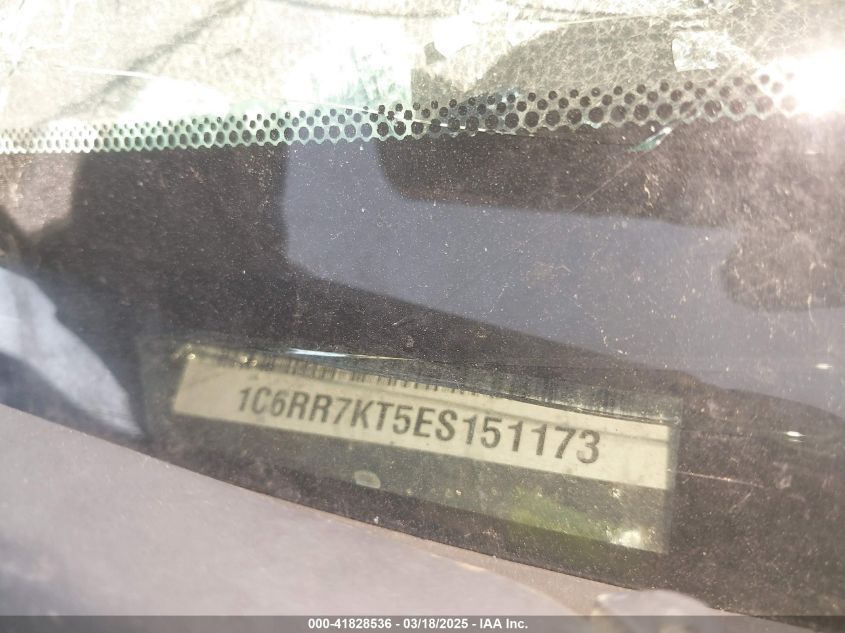 1C6RR7KT5ES151173
000-41828536 - 03/18/2025 - IAA Inc.